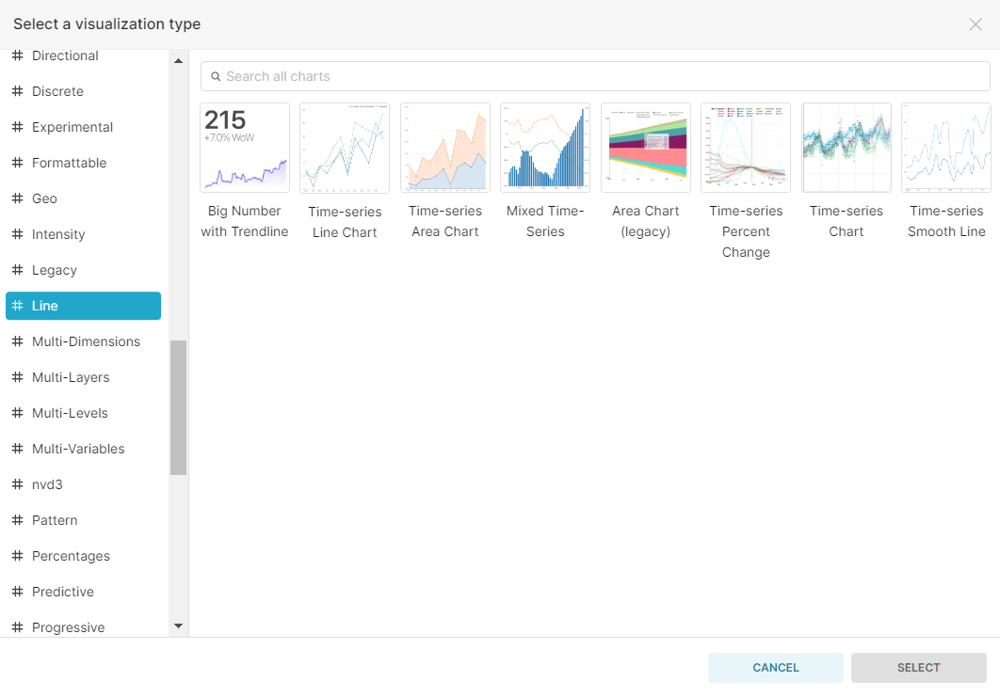 Select a visualization type
# Directional
# Discrete
# Experimental
# Formattable
# Geo
# Intensity
# Legacy
# Line
# Multi-Dimensions
# Multi-Layers
# Multi-Levels
# Multi-Variables
# nvd3
# Pattern
# Percentages
# Predictive
# Progressive
Search all charts
215
+7.0% WoW
Big Number
with Trendline
Time-series
Line Chart
Time-series
Area Chart
Mixed Time-
Series
Area Chart
(legacy)
Time-series
Percent
Change
Time-series
Chart
Time-series
Smooth Line
CANCEL
SELECT